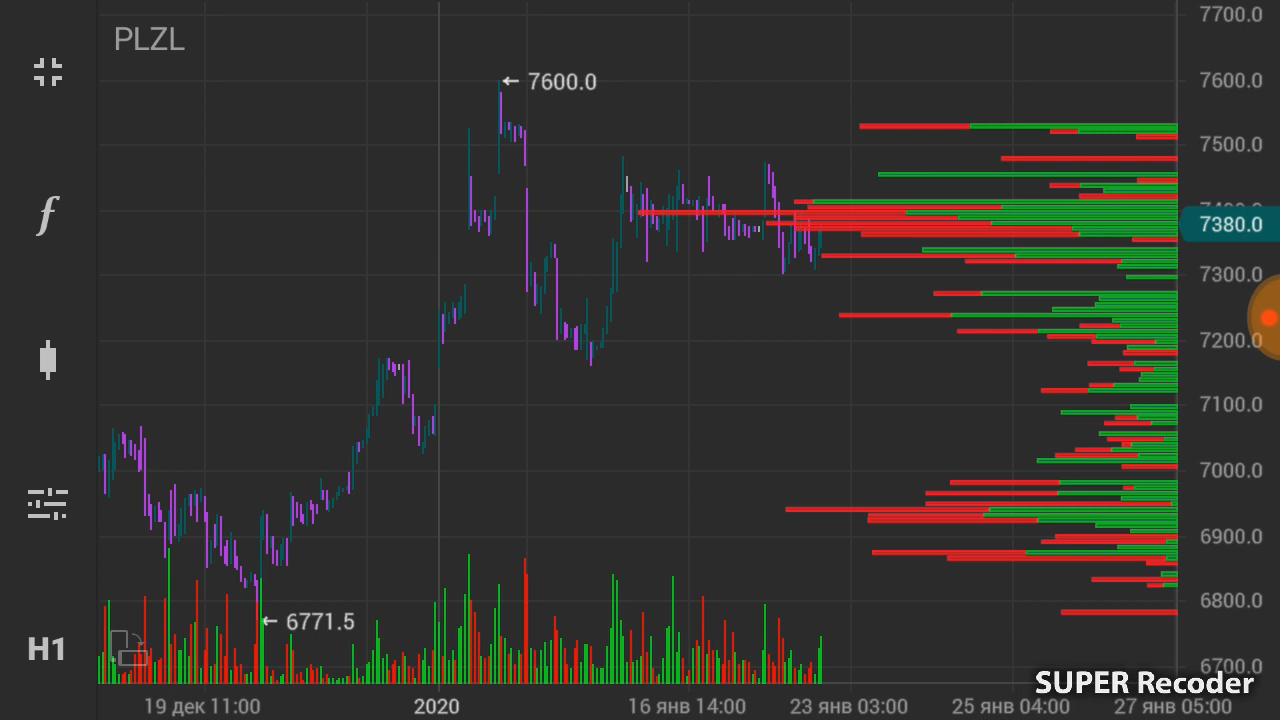 PLZL
← 7600.0
← 6771.5
7700.0
7600.0
7500.0
7400.0
7380.0
7300.0
7200.0
7100.0
7000.0
6900.0
6800.0
6700.0
f
H1
19 дек 11:00
2020
16 янв 14:00
23 янв 03:00
25 янв 04:00
27 янв 05:00
SUPER Recoder